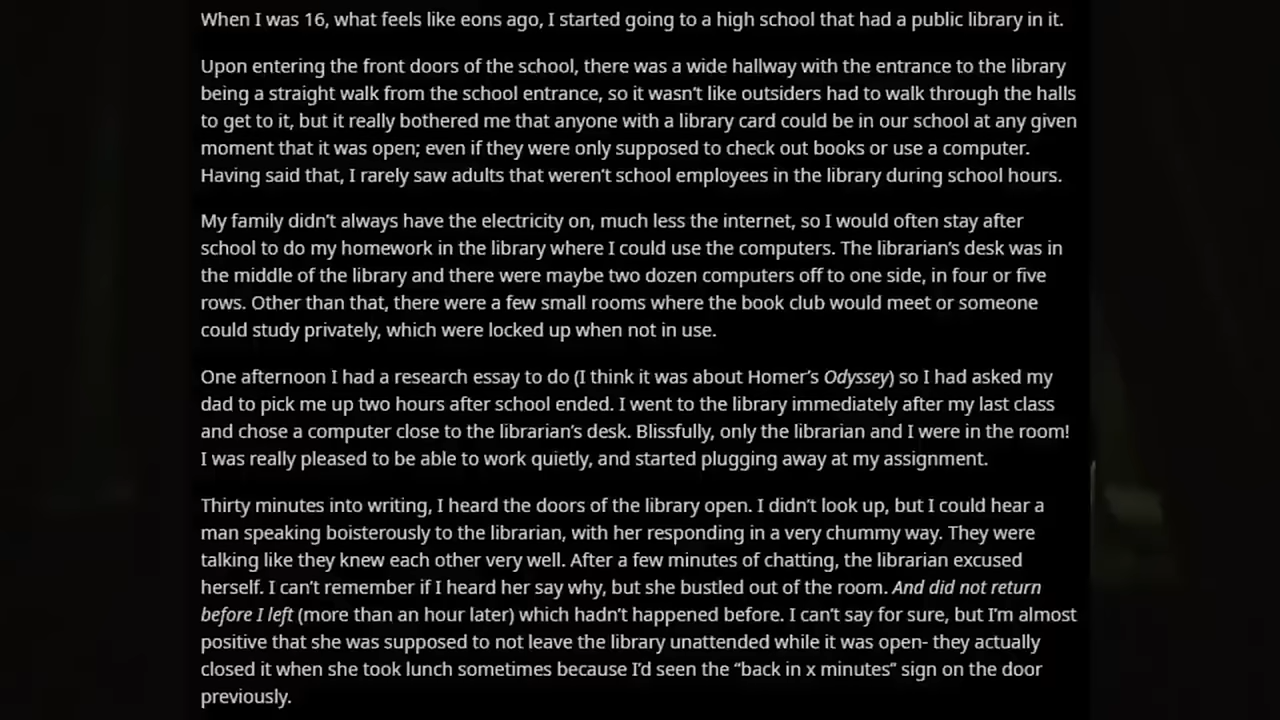 When I was 16, what feels like eons ago, I started going to a high school that had a public library in it.
Upon entering the front doors of the school, there was a wide hallway with the entrance to the library
being a straight walk from the school entrance, so it wasn't like outsiders had to walk through the halls
to get to it, but it really bothered me that anyone with a library card could be in our school at any given
moment that it was open; even if they were only supposed to check out books or use a computer.
Having said that, I rarely saw adults that weren't school employees in the library during school hours.
My family didn't always have the electricity on, much less the internet, so I would often stay after
school to do my homework in the library where I could use the computers. The librarian's desk was in
the middle of the library and there were maybe two dozen computers off to one side, in four or five
rows. Other than that, there were a few small rooms where the book club would meet or someone
could study privately, which were locked up when not in use.
One afternoon I had a research essay to do (I think it was about Homer's Odyssey) so I had asked my
dad to pick me up two hours after school ended. I went to the library immediately after my last class
and chose a computer close to the librarian's desk. Blissfully, only the librarian and I were in the room!
I was really pleased to be able to work quietly, and started plugging away at my assignment.
Thirty minutes into writing, I heard the doors of the library open. I didn't look up, but I could hear a
man speaking boisterously to the librarian, with her responding in a very chummy way. They were
talking like they knew each other very well. After a few minutes of chatting, the librarian excused
herself. I can't remember if I heard her say why, but she bustled out of the room. And did not return
before I left (more than an hour later) which hadn't happened before. I can't say for sure, but I'm almost
positive that she was supposed to not leave the library unattended while it was open- they actually
closed it when she took lunch sometimes because I'd seen the "back in x minutes" sign on the door
previously.